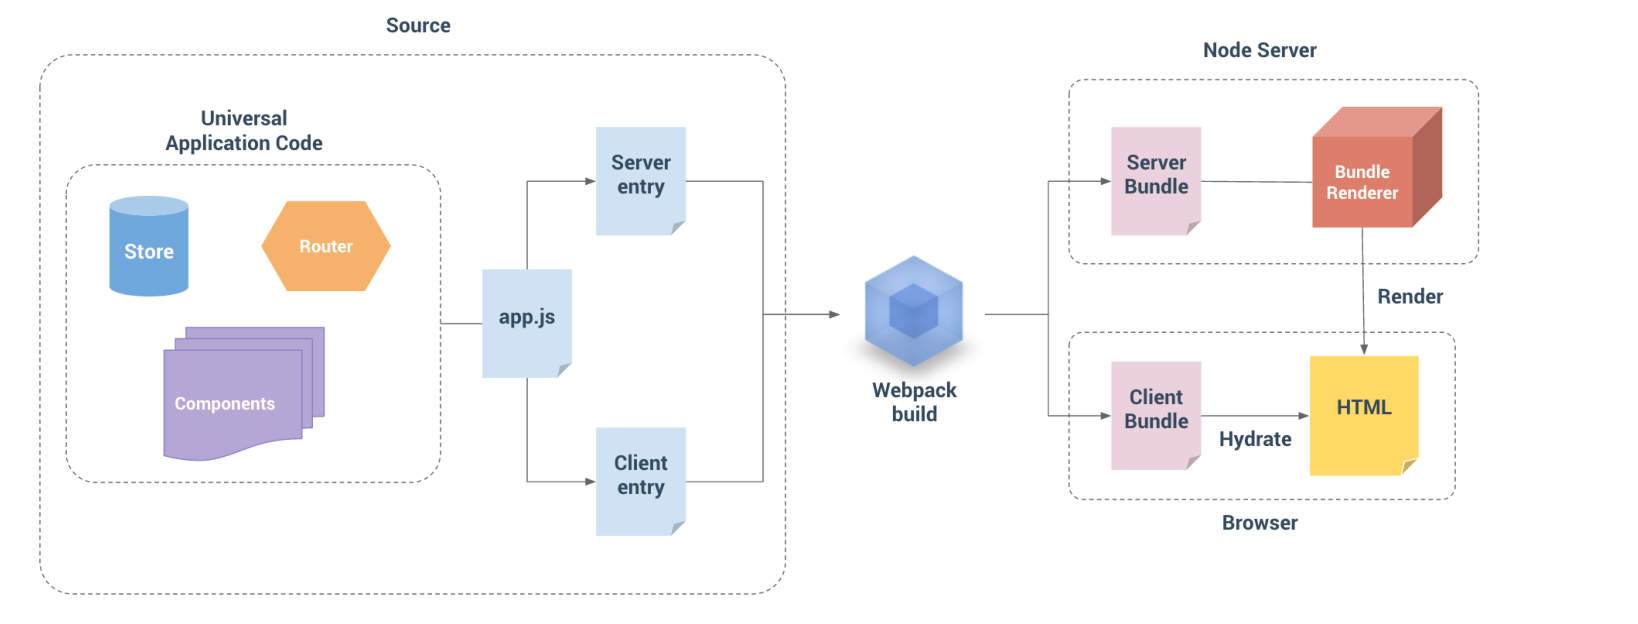 Source
Universal
Application Code
Store
Router
Components
app.js
Server
entry
Client
entry
Webpack
build
Node Server
Server
Bundle
Bundle
Renderer
Render
Client
Bundle
Hydrate
HTML
Browser